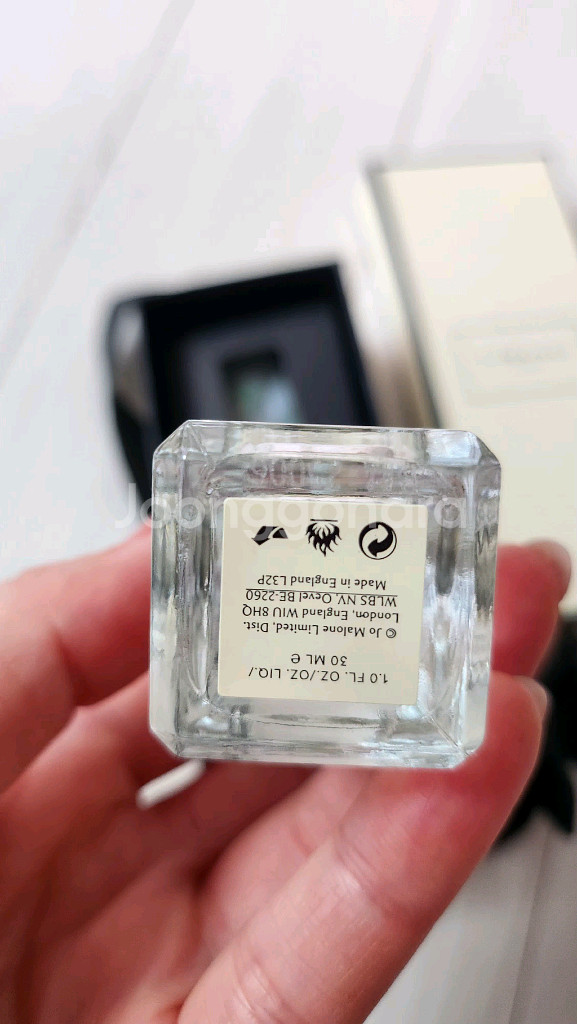 1.0 FL. OZ./OZ. LIQ./
30 ML e
© Jo Malone Limited, Dist.
London, England W1U 8HQ
WLBS NV, Oevel BE-2260
Made in England L32P
Joonggonara